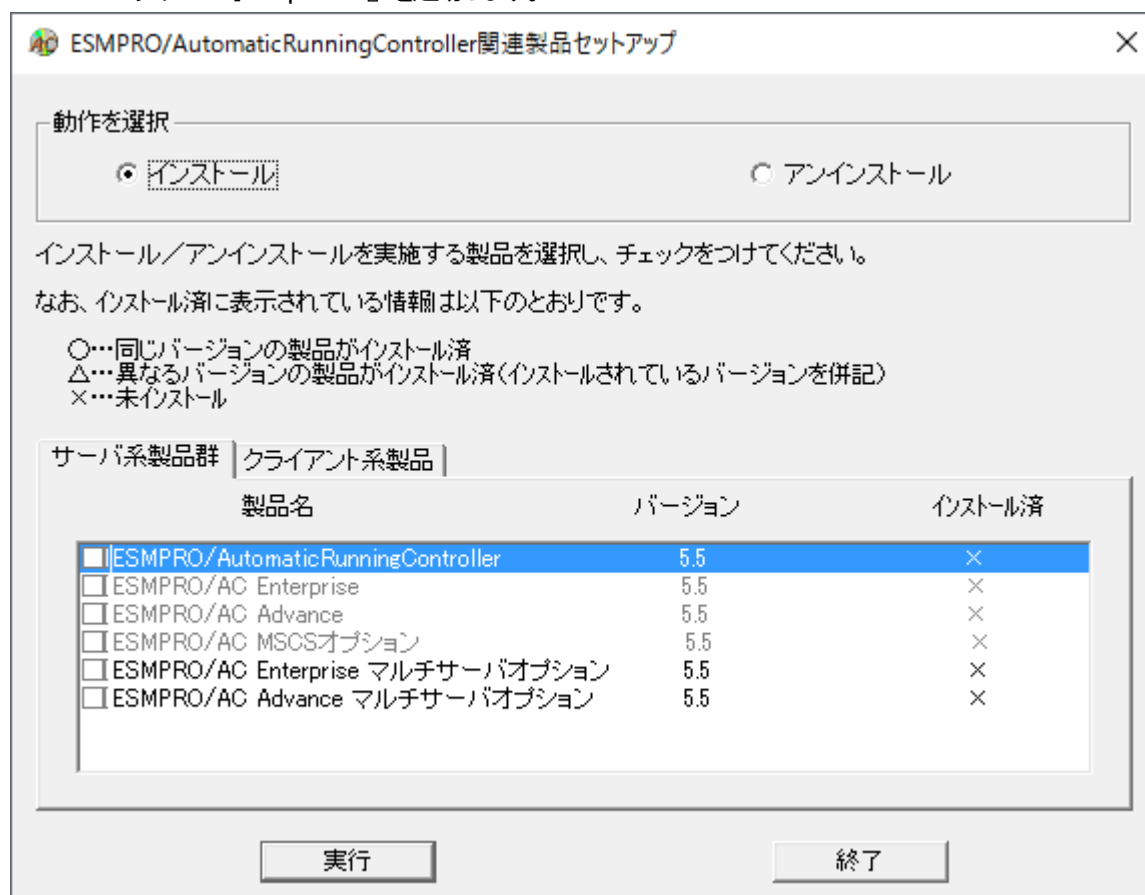 ESMPRO/AutomaticRunningController関連製品セットアップ
動作を選択
インストール アンインストール
インストール／アンインストールを実施する製品を選択し、チェックをつけてください。
なお、インストール済に表示されている情報は以下のとおりです。
○…同じバージョンの製品がインストール済
△…異なるバージョンの製品がインストール済(インストールされているバージョンを併記)
×…未インストール
サーバ系製品群 クライアント系製品
製品名 バージョン インストール済
ESMPRO/AutomaticRunningController 5.5 ×
ESMPRO/AC Enterprise 5.5 ×
ESMPRO/AC Advance 5.5 ×
ESMPRO/AC MSCSオプション 5.5 ×
ESMPRO/AC Enterprise マルチサーバオプション 5.5 ×
ESMPRO/AC Advance マルチサーバオプション 5.5 ×
実行 終了